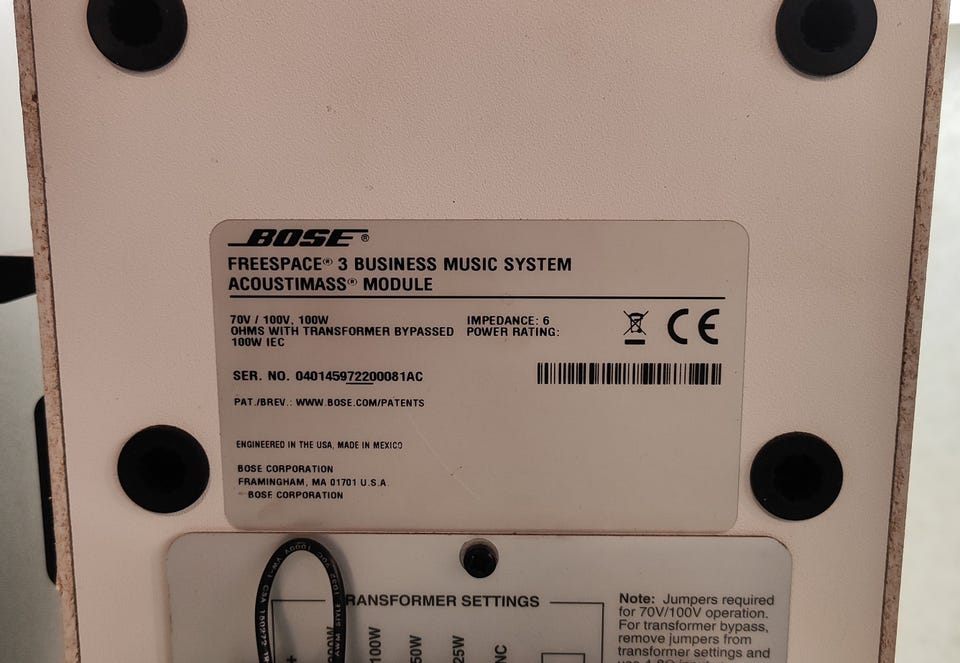 BOSE®
FREESPACE® 3 BUSINESS MUSIC SYSTEM
ACOUSTIMASS® MODULE
70V / 100V, 100W IMPEDANCE: 6
OHMS WITH TRANSFORMER BYPASSED POWER RATING:
100W IEC
SER. NO. 040145972200081AC
PAT./BREV.: WWW.BOSE.COM/PATENTS
ENGINEERED IN THE USA, MADE IN MEXICO
BOSE CORPORATION
FRAMINGHAM, MA 01701 U.S.A.
BOSE CORPORATION
CE
RANSFORMER SETTINGS
100W
50W
25W
NC
Note: Jumpers required
for 70V/100V operation.
For transformer bypass,
remove jumpers from
transformer settings and
AWM STYLE